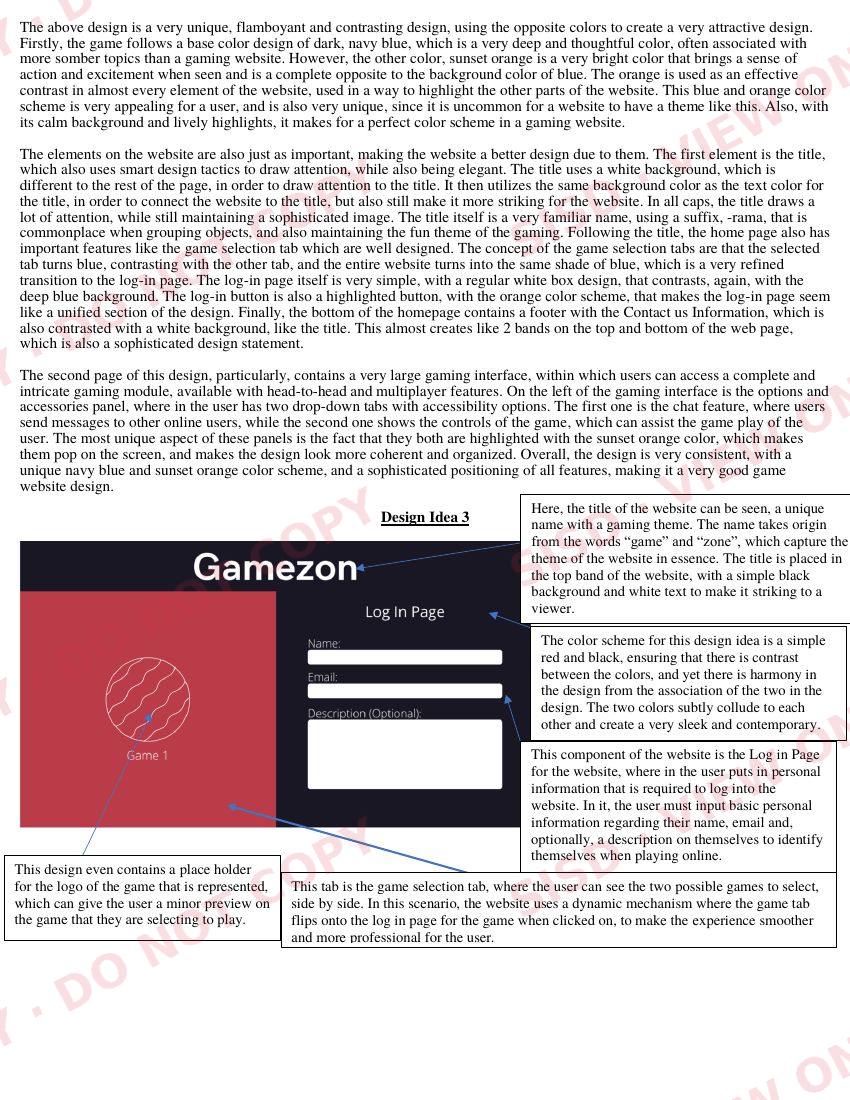 The above design is a very unique, flamboyant and contrasting design, using the opposite colors to create a very attractive design.
Firstly, the game follows a base color design of dark, navy blue, which is a very deep and thoughtful color, often associated with
more somber topics than a gaming website. However, the other color, sunset orange is a very bright color that brings a sense of
action and excitement when seen and is a complete opposite to the background color of blue. The orange is used as an effective
contrast in almost every element of the website, used in a way to highlight the other parts of the website. This blue and orange color
scheme is very appealing for a user, and is also very unique, since it is uncommon for a website to have a theme like this. Also, with
its calm background and lively highlights, it makes for a perfect color scheme in a gaming website.
The elements on the website are also just as important, making the website a better design due to them. The first element is the title,
which also uses smart design tactics to draw attention, while also being elegant. The title uses a white background, which is
different to the rest of the page, in order to draw attention to the title. It then utilizes the same background color as the text color for
the title, in order to connect the website to the title, but also still make it more striking for the website. In all caps, the title draws a
lot of attention, while still maintaining a sophisticated image. The title itself is a very familiar name, using a suffix, -rama, that is
commonplace when grouping objects, and also maintaining the fun theme of the gaming. Following the title, the home page also has
important features like the game selection tab which are well designed. The concept of the game selection tabs are that the selected
tab turns blue, contrasting with the other tab, and the entire website turns into the same shade of blue, which is a very refined
transition to the log-in page. The log-in page itself is very simple, with a regular white box design, that contrasts, again, with the
deep blue background. The log-in button is also a highlighted button, with the orange color scheme, that makes the log-in page seem
like a unified section of the design. Finally, the bottom of the homepage contains a footer with the Contact us Information, which is
also contrasted with a white background, like the title. This almost creates like 2 bands on the top and bottom of the web page,
which is also a sophisticated design statement.
The second page of this design, particularly, contains a very large gaming interface, within which users can access a complete and
intricate gaming module, available with head-to-head and multiplayer features. On the left of the gaming interface is the options and
accessories panel, where in the user has two drop-down tabs with accessibility options. The first one is the chat feature, where users
send messages to other online users, while the second one shows the controls of the game, which can assist the game play of the
user. The most unique aspect of these panels is the fact that they both are highlighted with the sunset orange color, which makes
them pop on the screen, and makes the design look more coherent and organized. Overall, the design is very consistent, with a
unique navy blue and sunset orange color scheme, and a sophisticated positioning of all features, making it a very good game
website design.
Design Idea 3
Here, the title of the website can be seen, a unique
name with a gaming theme. The name takes origin
from the words “game” and “zone”, which capture the
theme of the website in essence. The title is placed in
the top band of the website, with a simple black
background and white text to make it striking to a
viewer.
Gamezon
Log In Page
Name:
Email:
Description (Optional):
Game 1
The color scheme for this design idea is a simple
red and black, ensuring that there is contrast
between the colors, and yet there is harmony in
the design from the association of the two in the
design. The two colors subtly collude to each
other and create a very sleek and contemporary.
This component of the website is the Log in Page
for the website, where in the user puts in personal
information that is required to log into the
website. In it, the user must input basic personal
information regarding their name, email and,
optionally, a description on themselves to identify
themselves when playing online.
This design even contains a place holder
for the logo of the game that is represented,
which can give the user a minor preview on
the game that they are selecting to play.
This tab is the game selection tab, where the user can see the two possible games to select,
side by side. In this scenario, the website uses a dynamic mechanism where the game tab
flips onto the log in page for the game when clicked on, to make the experience smoother
and more professional for the user.